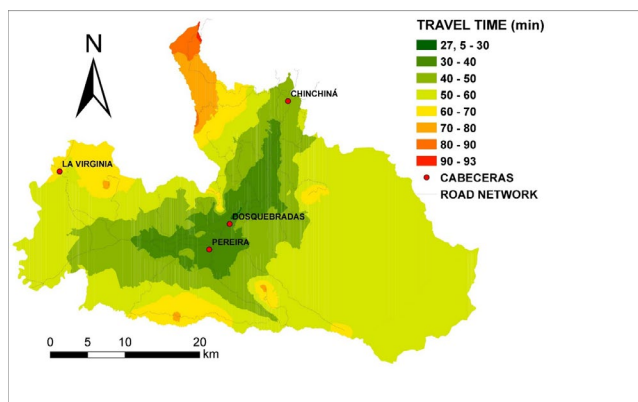 N
TRAVEL TIME (min)
27, 5 - 30
30 - 40
40 - 50
50 - 60
60 - 70
70 - 80
80 - 90
90 - 93
CABECERAS
ROAD NETWORK
CHINCHINÁ
LA VIRGINIA
DOSQUEBRADAS
PEREIRA
0 5 10 20
km